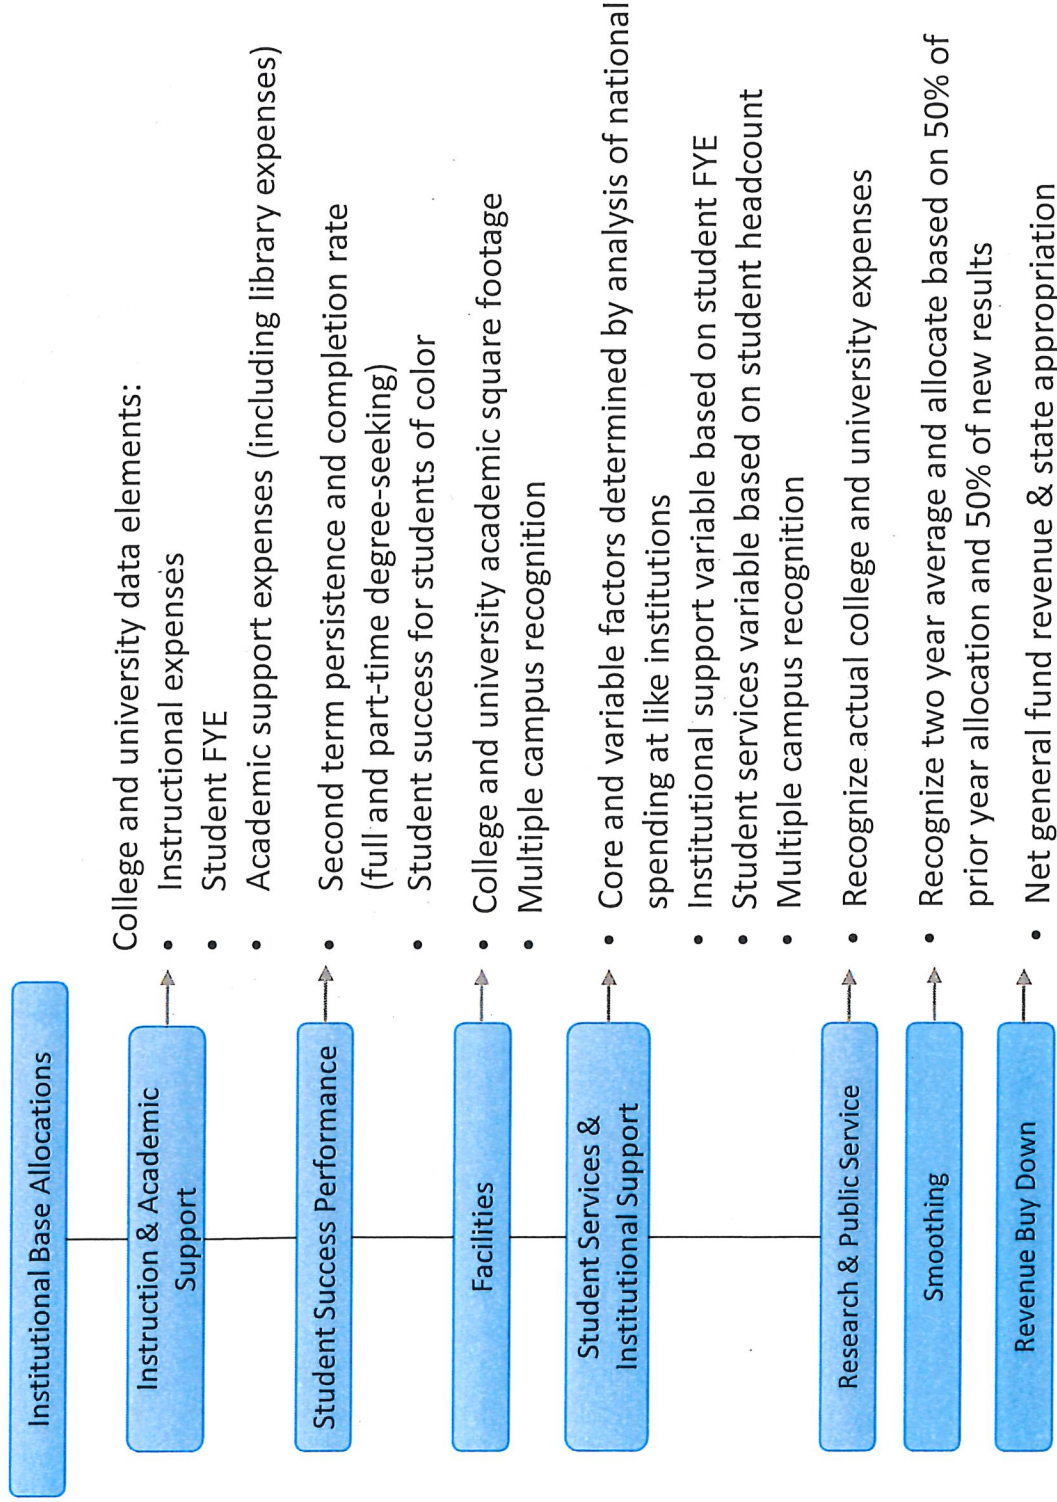 Institutional Base Allocations
College and university data elements:
Instruction & Academic
Support
• Instructional expenses
• Student FYE
• Academic support expenses (including library expenses)
Student Success Performance
• Second term persistence and completion rate
(full and part-time degree-seeking)
• Student success for students of color
Facilities
• College and university academic square footage
• Multiple campus recognition
Student Services &
Institutional Support
• Core and variable factors determined by analysis of national
spending at like institutions
• Institutional support variable based on student FYE
• Student services variable based on student headcount
• Multiple campus recognition
Research & Public Service
• Recognize actual college and university expenses
Smoothing
• Recognize two year average and allocate based on 50% of
prior year allocation and 50% of new results
Revenue Buy Down
• Net general fund revenue & state appropriation